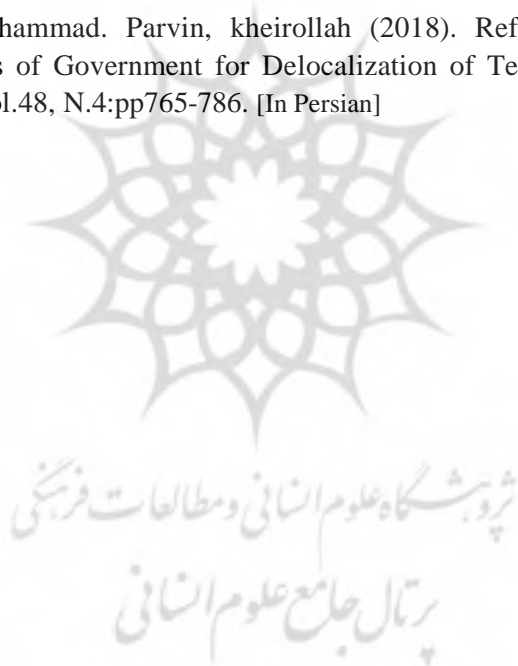 hammad. Parvin, kheirollah (2018). Ref
s of Government for Delocalization of Te
l.48, N.4:pp765-786. [In Persian]
پژوهشگاه علوم انسانی و مطالعات فرهنگی
پرتال جامع علوم انسانی